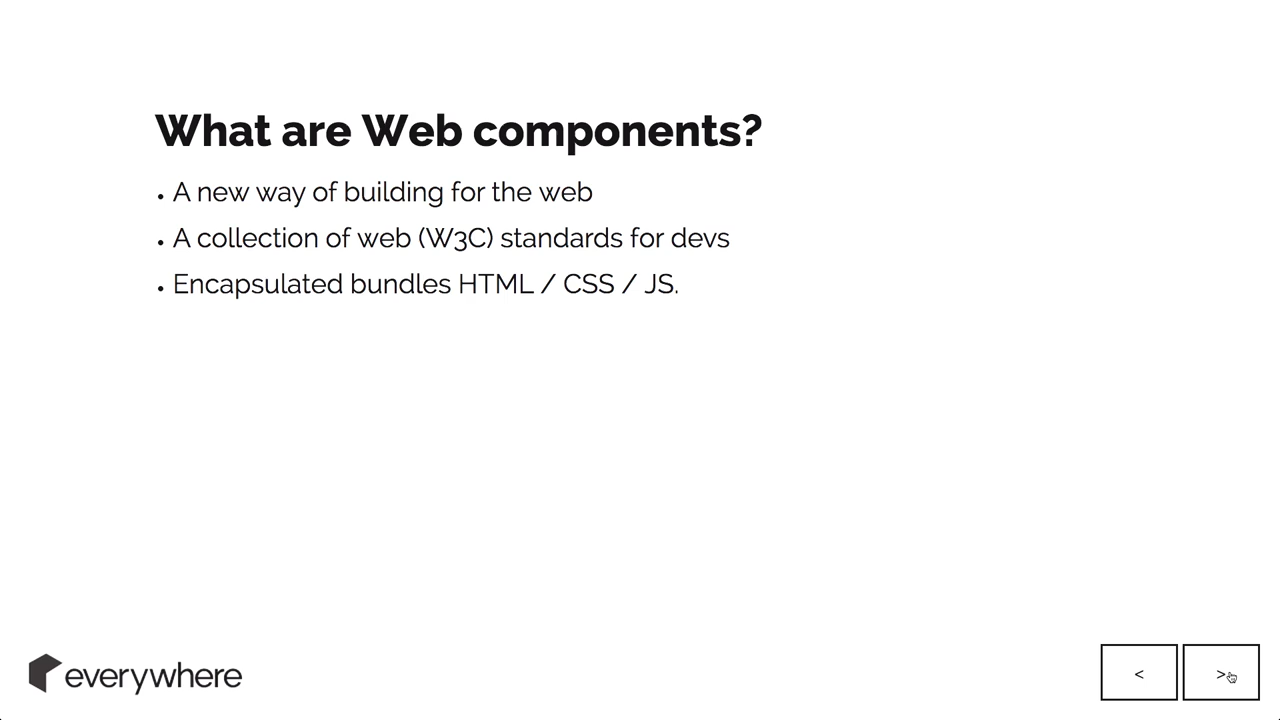 What are Web components?
• A new way of building for the web
• A collection of web (W3C) standards for devs
• Encapsulated bundles HTML / CSS / JS.
everywhere
< >